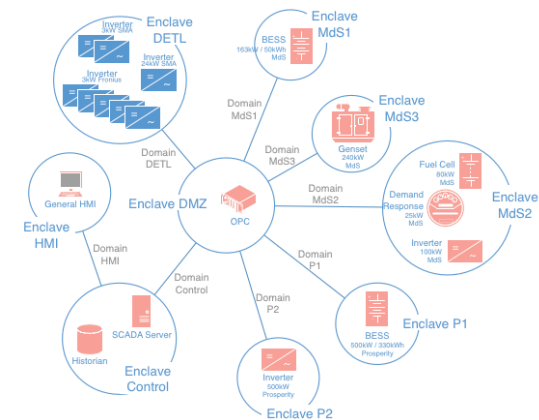 Enclave
DETL
Inverter
3kW SMA
Inverter
24kW SMA
Inverter
3kW Fronius
Enclave
MdS1
BESS
163kW / 50kWh
MdS
Domain
MdS1
Enclave
MdS3
Genset
240kW
MdS
Domain
MdS3
Domain
DETL
Fuel Cell
60kW
MdS
Demand
Response
25kW
MdS
Inverter
100kW
MdS
Enclave
MdS2
Domain
MdS2
Enclave DMZ
OPC
General HMI
Enclave
HMI
Domain
HMI
Domain
Control
Domain
P1
Domain
P2
SCADA Server
Historian
Enclave
Control
BESS
500kW / 330kWh
Prosperity
Enclave P1
Inverter
500kW
Prosperity
Enclave P2